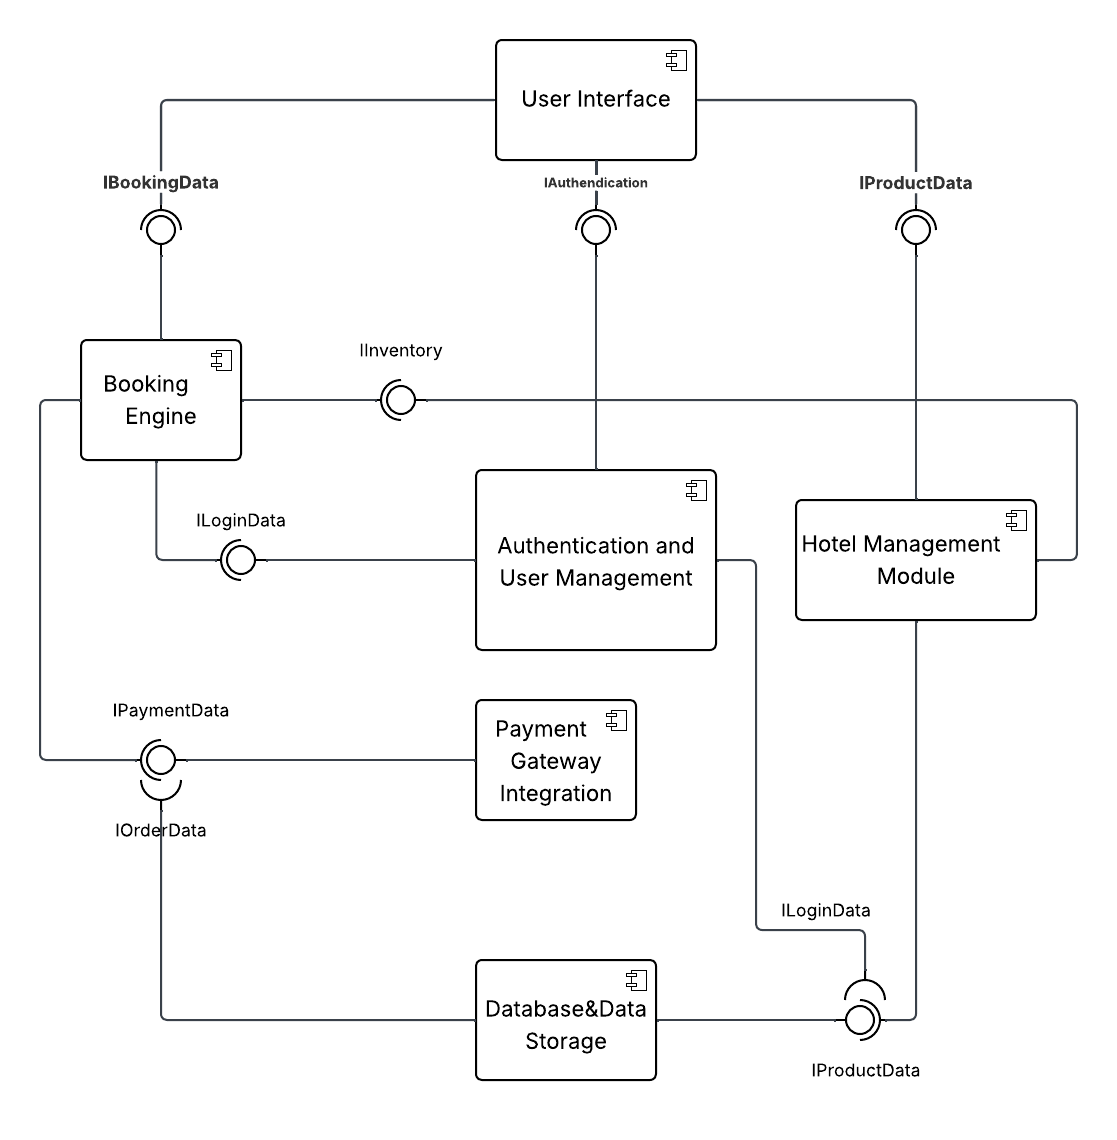 User Interface
IBookingData
IAuthendication
IProductData
IInventory
Booking
Engine
ILoginData
Authentication and
User Management
Hotel Management
Module
IPaymentData
Payment
Gateway
Integration
IOrderData
ILoginData
Database&Data
Storage
IProductData